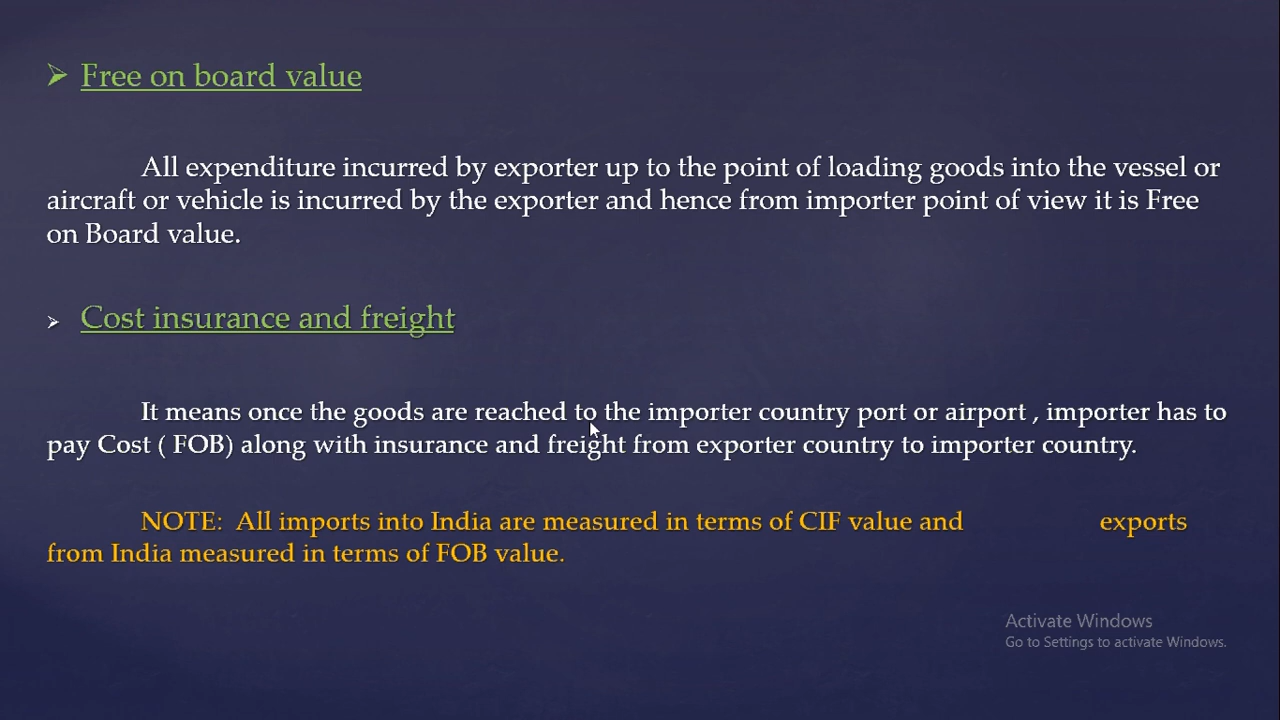 Free on board value
All expenditure incurred by exporter up to the point of loading goods into the vessel or
aircraft or vehicle is incurred by the exporter and hence from importer point of view it is Free
on Board value.
Cost insurance and freight
It means once the goods are reached to the importer country port or airport , importer has to
pay Cost ( FOB) along with insurance and freight from exporter country to importer country.
NOTE: All imports into India are measured in terms of CIF value and exports
from India measured in terms of FOB value.
Activate Windows
Go to Settings to activate Windows.